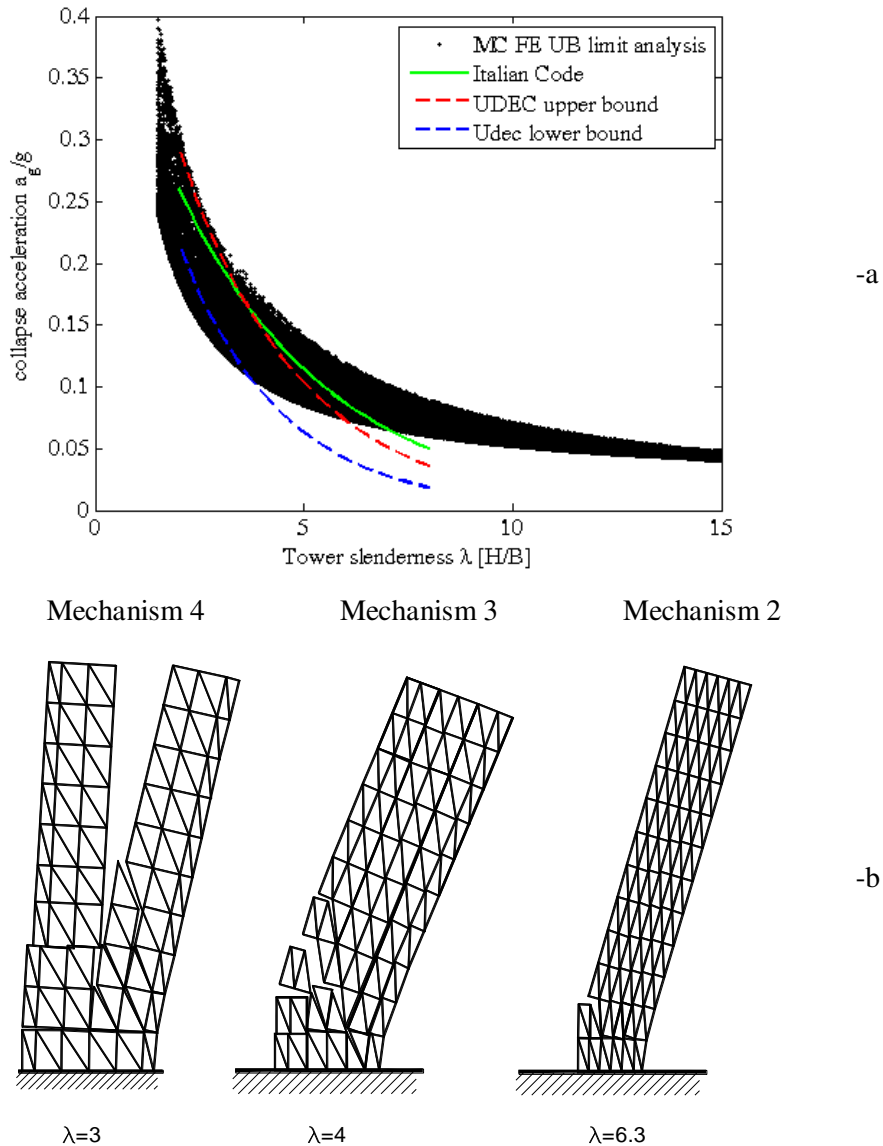 0.4
0.35
0.3
0.25
0.2
0.15
0.1
0.05
0
0
5
10
15
collapse acceleration a_g/g
Tower slenderness λ [H/B]
MC FE UB limit analysis
Italian Code
UDEC upper bound
Udec lower bound
-a
Mechanism 4
Mechanism 3
Mechanism 2
-b
λ=3
λ=4
λ=6.3